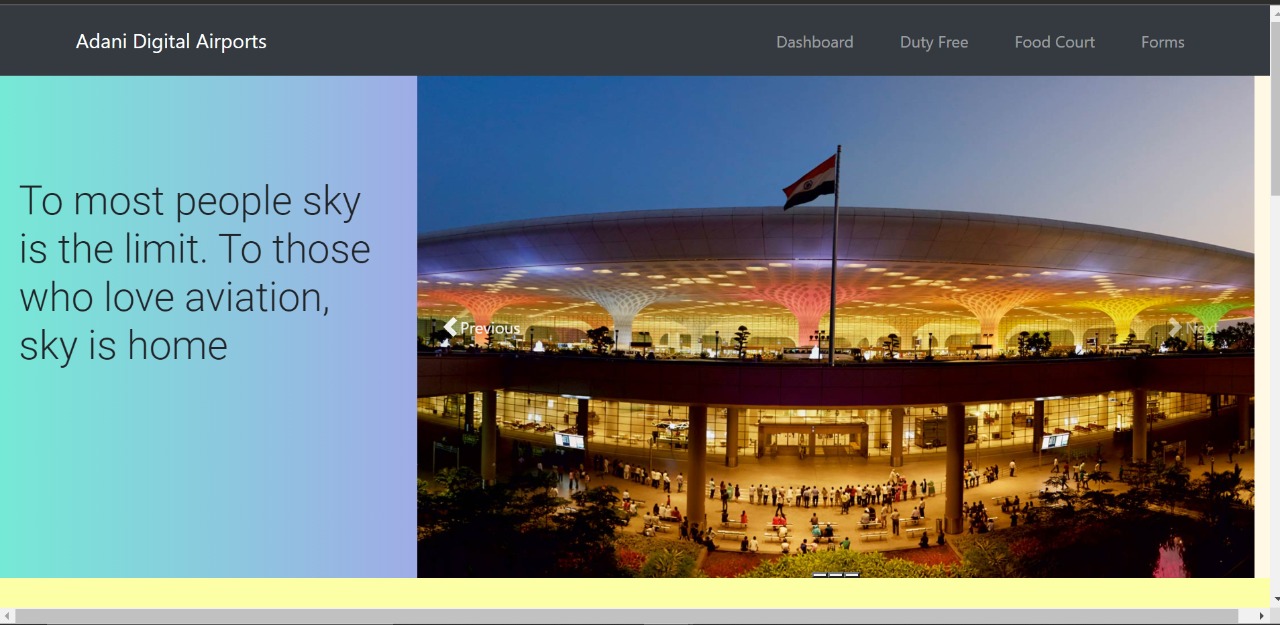 Adani Digital Airports
Dashboard Duty Free Food Court Forms
To most people sky
is the limit. To those
who love aviation,
sky is home
Previous
Next